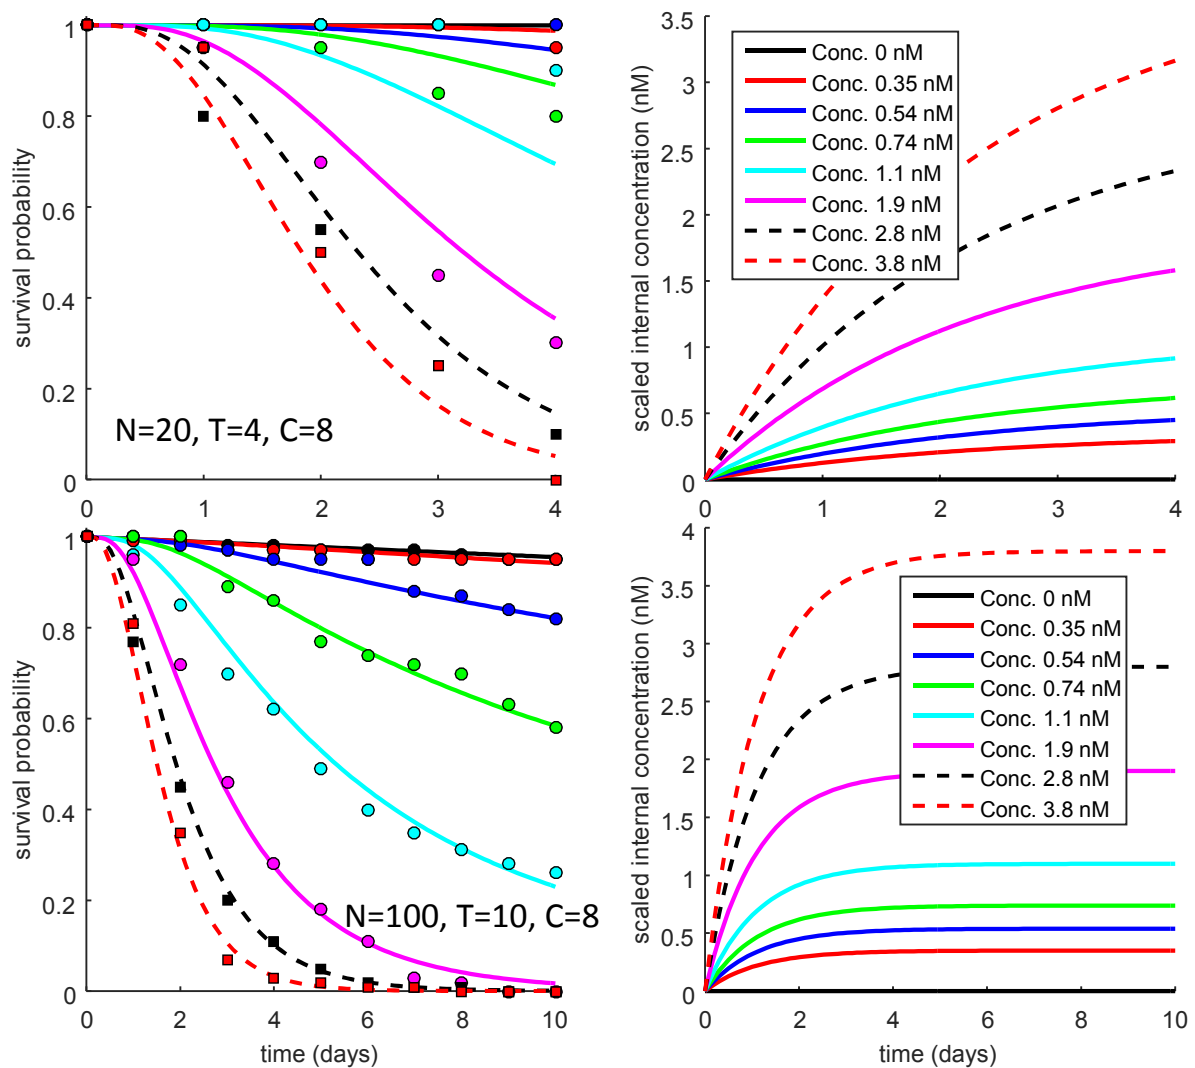 1
0.8
0.6
0.4
0.2
0
survival probability
N=20, T=4, C=8
0 1 2 3 4
3.5
3
2.5
2
1.5
1
0.5
0
scaled internal concentration (nM)
Conc. 0 nM
Conc. 0.35 nM
Conc. 0.54 nM
Conc. 0.74 nM
Conc. 1.1 nM
Conc. 1.9 nM
Conc. 2.8 nM
Conc. 3.8 nM
0 1 2 3 4
1
0.8
0.6
0.4
0.2
0
survival probability
N=100, T=10, C=8
0 2 4 6 8 10
time (days)
4
3.5
3
2.5
2
1.5
1
0.5
0
scaled internal concentration (nM)
Conc. 0 nM
Conc. 0.35 nM
Conc. 0.54 nM
Conc. 0.74 nM
Conc. 1.1 nM
Conc. 1.9 nM
Conc. 2.8 nM
Conc. 3.8 nM
0 2 4 6 8 10
time (days)